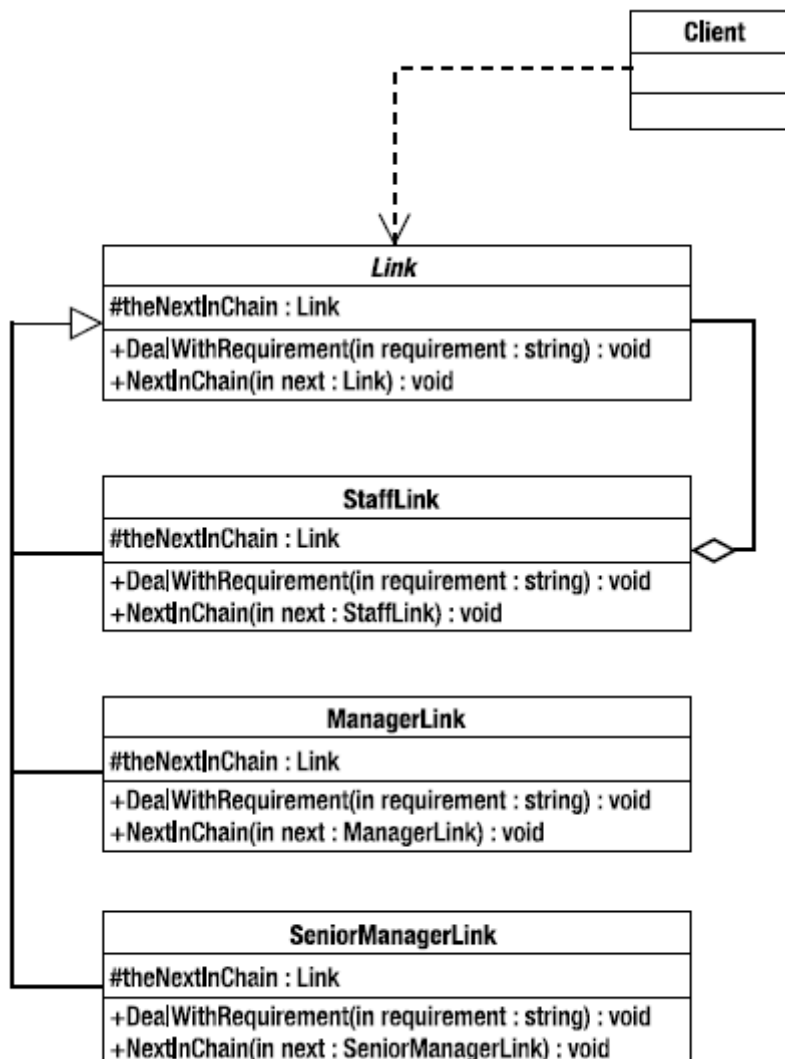 Client
Link
#theNextInChain : Link
+DealWithRequirement(in requirement : string) : void
+NextInChain(in next : Link) : void
StaffLink
#theNextInChain : Link
+DealWithRequirement(in requirement : string) : void
+NextInChain(in next : StaffLink) : void
ManagerLink
#theNextInChain : Link
+DealWithRequirement(in requirement : string) : void
+NextInChain(in next : ManagerLink) : void
SeniorManagerLink
#theNextInChain : Link
+DealWithRequirement(in requirement : string) : void
+NextInChain(in next : SeniorManagerLink) : void